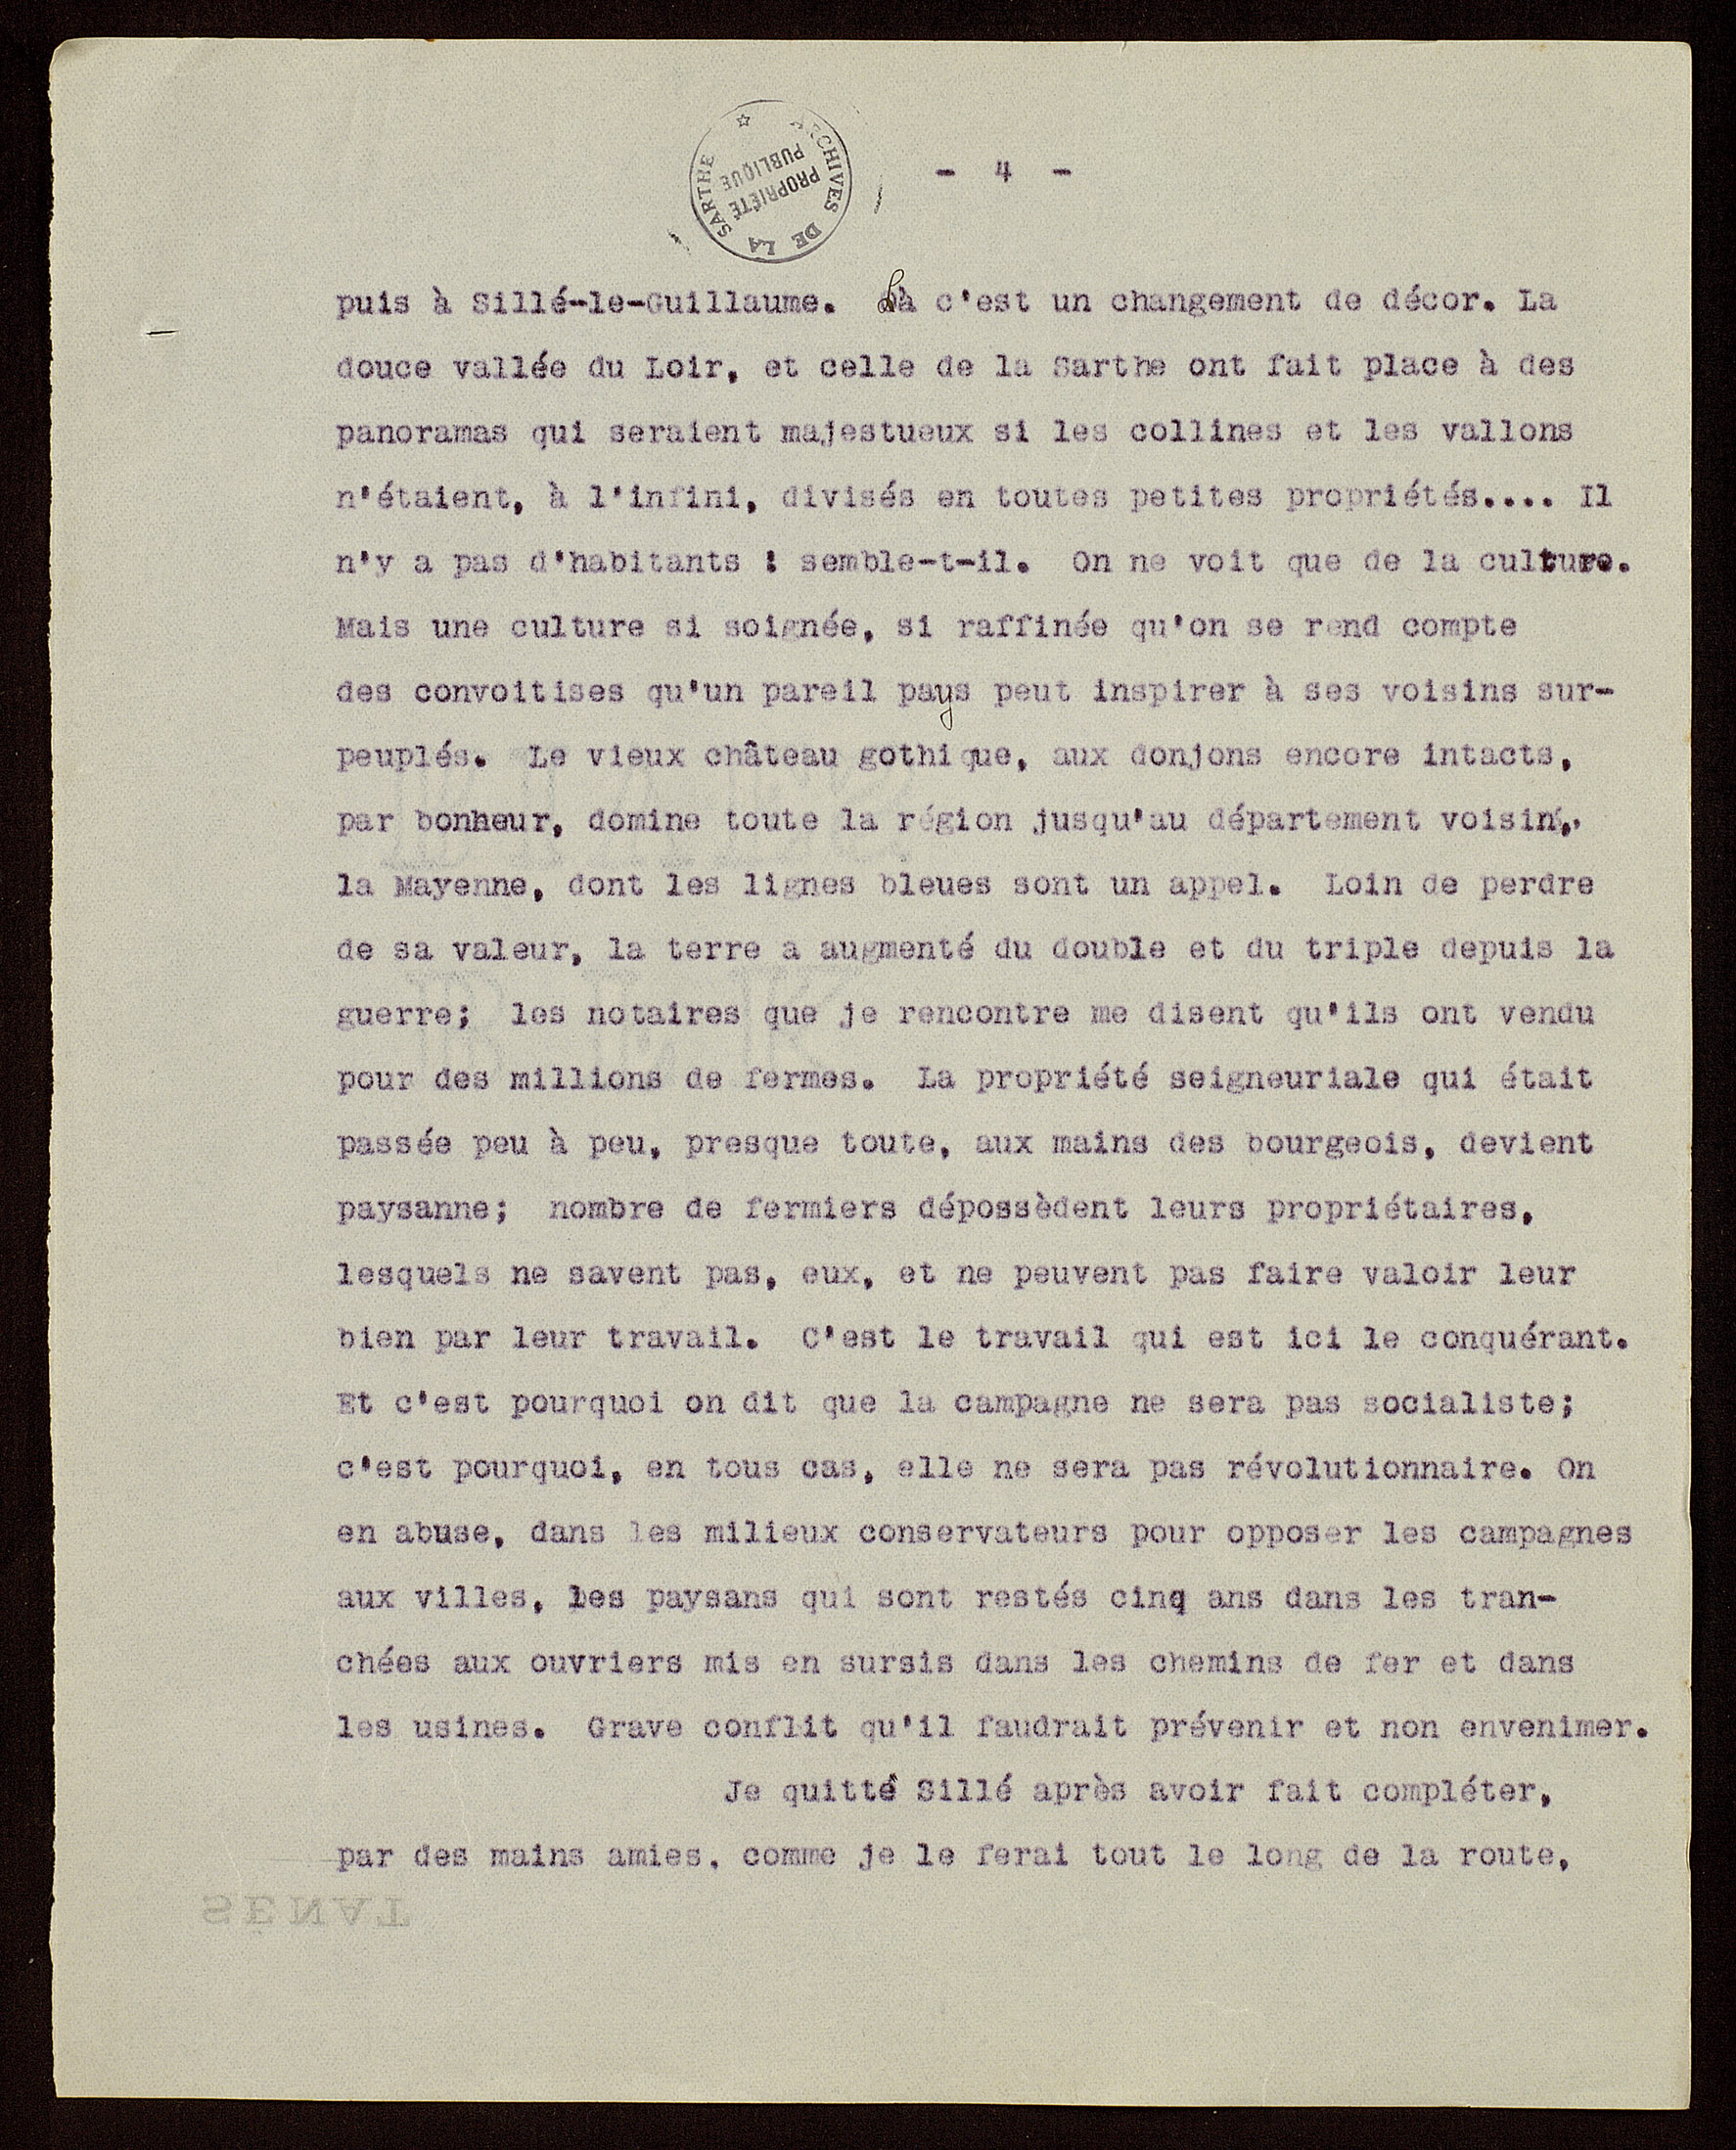 ARCHIVES DE LA SARTHE
PROPRIÉTÉ
PUBLIQUE
- 4 -
puis à Sillé-le-Guillaume. Là c'est un changement de décor. La
douce vallée du Loir, et celle de la Sarthe ont fait place à des
panoramas qui seraient majestueux si les collines et les vallons
n'étaient, à l'infini, divisés en toutes petites propriétés.... Il
n'y a pas d'habitants : semble-t-il. On ne voit que de la culture.
Mais une culture si soignée, si raffinée qu'on se rend compte
des convoitises qu'un pareil pays peut inspirer à ses voisins sur-
peuplés. Le vieux château gothique, aux donjons encore intacts,
par bonheur, domine toute la région jusqu'au département voisin,
la Mayenne, dont les lignes bleues sont un appel. Loin de perdre
de sa valeur, la terre a augmenté du double et du triple depuis la
guerre; les notaires que je rencontre me disent qu'ils ont vendu
pour des millions de fermes. La propriété seigneuriale qui était
passée peu à peu, presque toute, aux mains des bourgeois, devient
paysanne; nombre de fermiers dépossèdent leurs propriétaires,
lesquels ne savent pas, eux, et ne peuvent pas faire valoir leur
bien par leur travail. C'est le travail qui est ici le conquérant.
Et c'est pourquoi on dit que la campagne ne sera pas socialiste;
c'est pourquoi, en tous cas, elle ne sera pas révolutionnaire. On
en abuse, dans les milieux conservateurs pour opposer les campagnes
aux villes, les paysans qui sont restés cinq ans dans les tran-
chées aux ouvriers mis en sursis dans les chemins de fer et dans
les usines. Grave conflit qu'il faudrait prévenir et non envenimer.
Je quitte Sillé après avoir fait compléter,
par des mains amies, comme je le ferai tout le long de la route,
SÉNAT